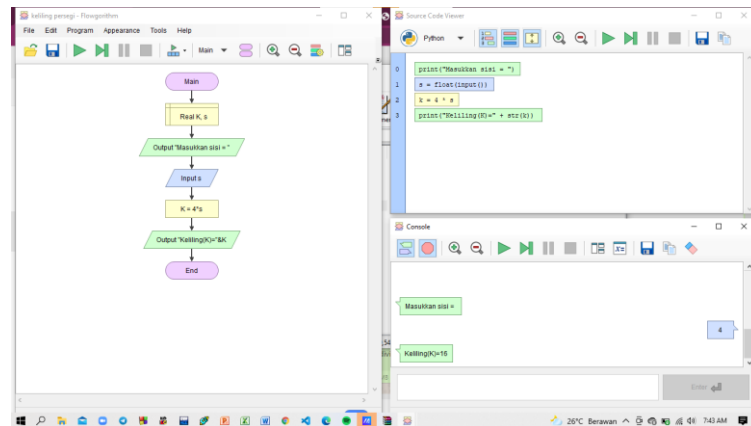 keliling persegi - Flowgorithm
File Edit Program Appearance Tools Help
Main
Main
Real K, s
Output "Masukkan sisi = "
Input s
K = 4*s
Output "Keliling(K)="&K
End
Source Code Viewer
Python
0 print("Masukkan sisi = ")
1 s = float(input())
2 k = 4 * s
3 print("Keliling(K)=" + str(k))
Console
Masukkan sisi =
4
Keliling(K)=16
Enter
26°C Berawan
7:43 AM